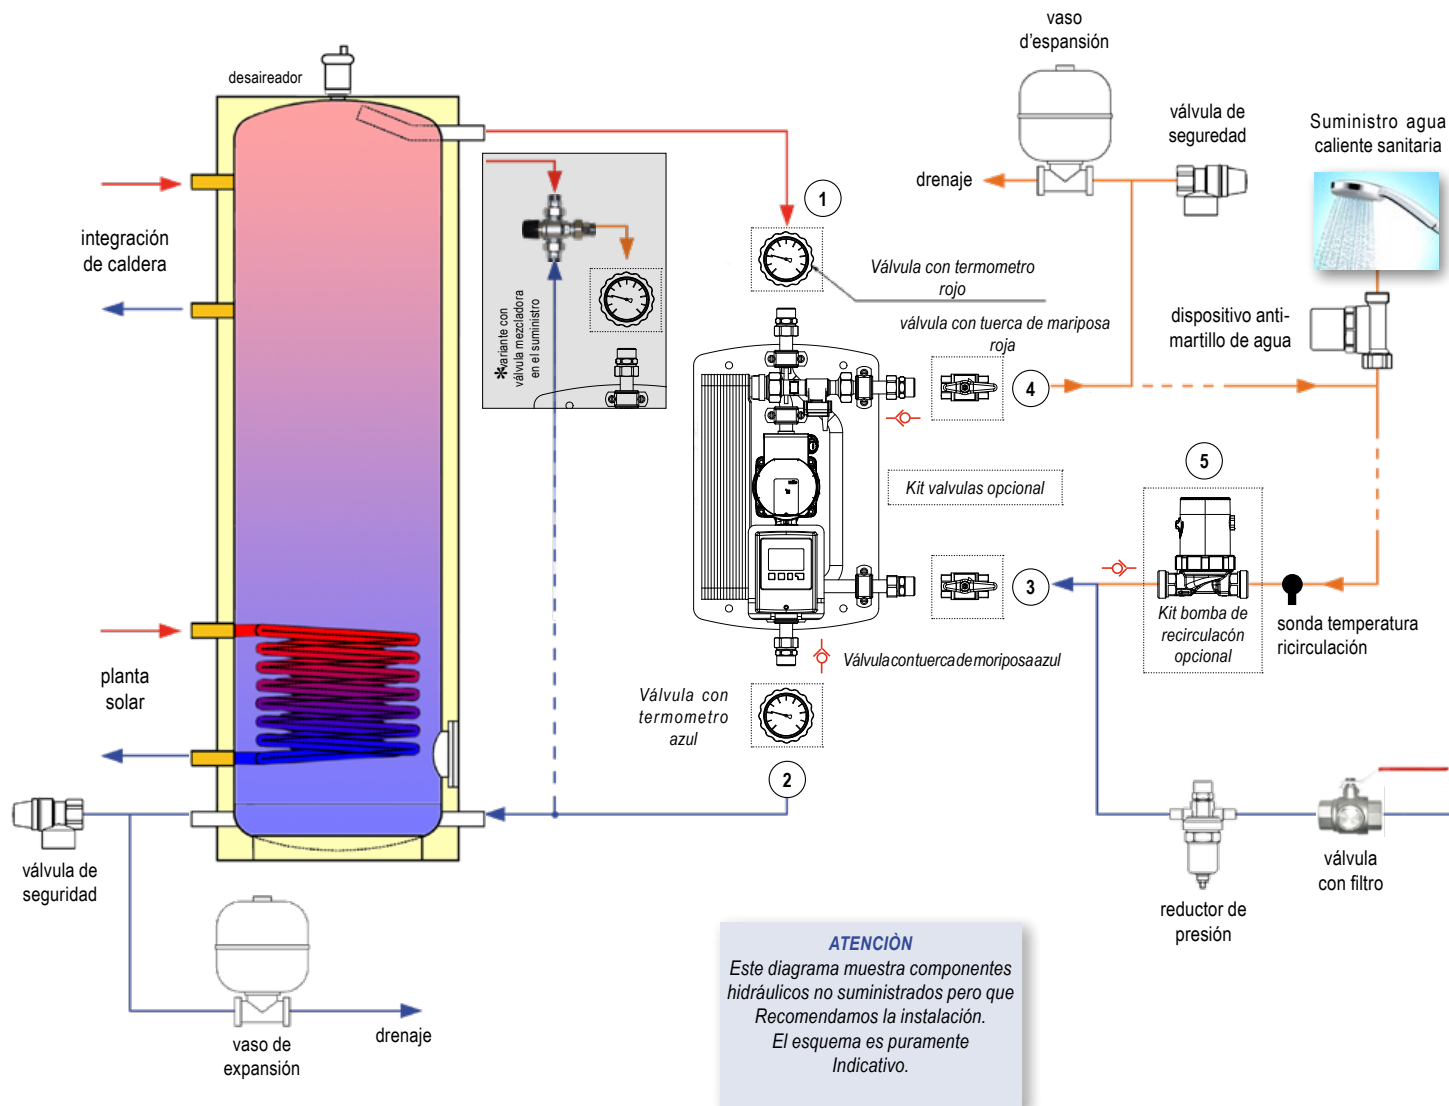 vaso
d'espansión
desaireador
válvula de
seguredad
Suministro agua
caliente sanitaria
drenaje
1
integración
de caldera
Válvula con termometro
rojo
válvula con tuerca de mariposa
roja
dispositivo anti-
martillo de agua
*variante con
válvula mezcladora
en el suministro
4
5
Kit valvulas opcional
3
Kit bomba de
recirculacón
opcional
sonda temperatura
ricirculación
Válvula con tuerca de moriposa azul
planta
solar
Válvula con
termometro
azul
2
válvula de
seguridad
válvula
con filtro
reductor de
presión
ATENCIÒN
Este diagrama muestra componentes
hidráulicos no suministrados pero que
Recomendamos la instalación.
El esquema es puramente
Indicativo.
drenaje
vaso de
expansión